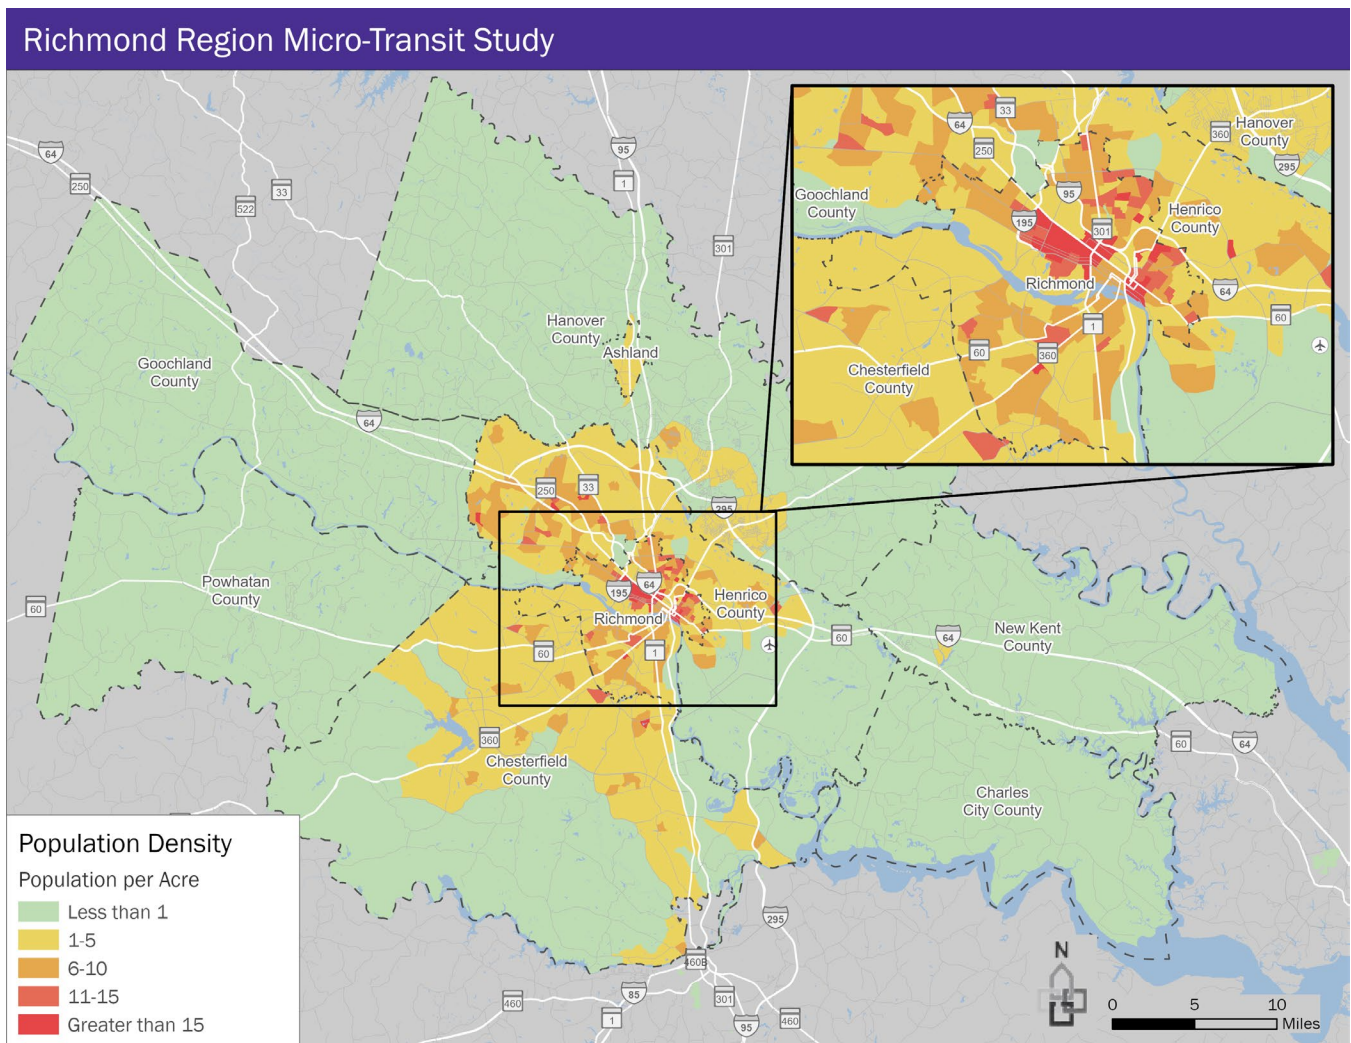 Richmond Region Micro-Transit Study
64
250
522
33
95
1
301
Hanover
County
Ashland
Goochland
County
64
250
33
295
Powhatan
County
60
195
64
Richmond
Henrico
County
60
1
60
64
New Kent
County
360
Chesterfield
County
60
64
Charles
City County
295
460B
460
85
301
1
95
460
33
64
250
360
Hanover
County
295
Goochland
County
95
195
301
Henrico
County
Richmond
64
60
1
60
360
Chesterfield
County
Population Density
Population per Acre
Less than 1
1-5
6-10
11-15
Greater than 15
N
0 5 10
Miles